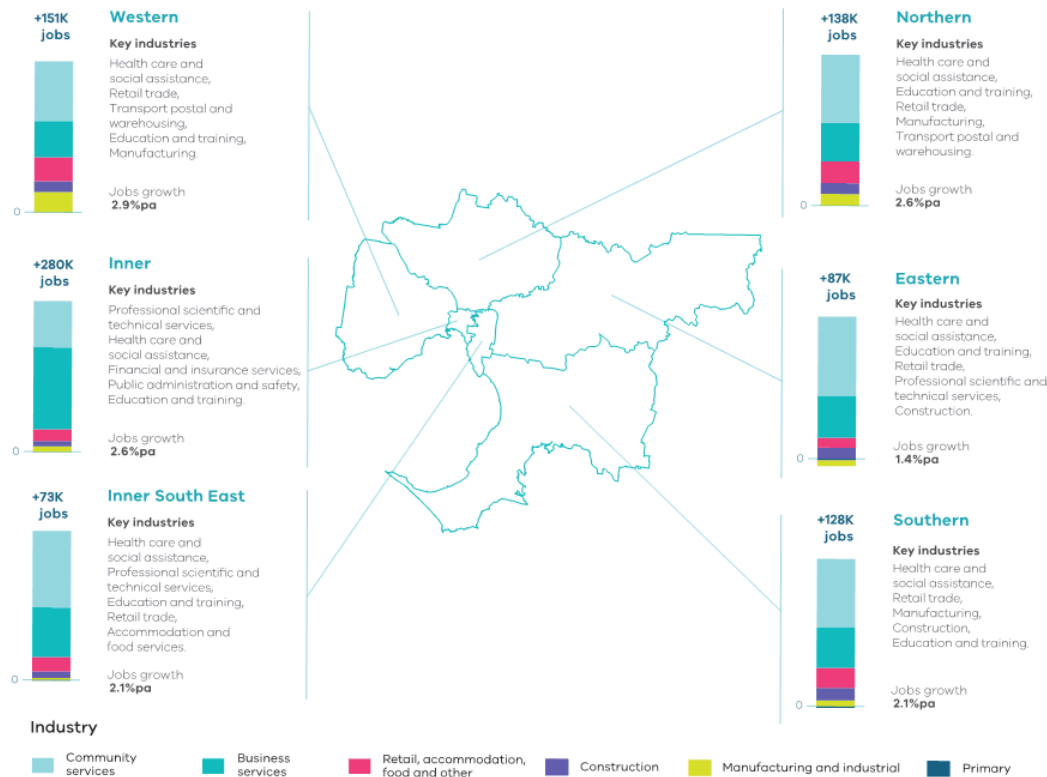 +151K
jobs
Western
Key industries
Health care and
social assistance,
Retail trade,
Transport postal and
warehousing,
Education and training,
Manufacturing.
Jobs growth
2.9%pa
0
+280K
jobs
Inner
Key industries
Professional scientific and
technical services,
Health care and
social assistance,
Financial and insurance services,
Public administration and safety,
Education and training.
Jobs growth
2.6%pa
0
+73K
jobs
Inner South East
Key industries
Health care and
social assistance,
Professional scientific and
technical services,
Education and training,
Retail trade,
Accommodation and
food services.
Jobs growth
2.1%pa
0
+138K
jobs
Northern
Key industries
Health care and
social assistance,
Education and training,
Retail trade,
Manufacturing,
Transport postal and
warehousing.
Jobs growth
2.6%pa
0
+87K
jobs
Eastern
Key industries
Health care and
social assistance,
Education and training,
Retail trade,
Professional scientific and
technical services,
Construction.
Jobs growth
1.4%pa
0
+128K
jobs
Southern
Key industries
Health care and
social assistance,
Retail trade,
Manufacturing,
Construction,
Education and training.
Jobs growth
2.1%pa
0
Industry
Community
services
Business
services
Retail, accommodation,
food and other
Construction
Manufacturing and industrial
Primary